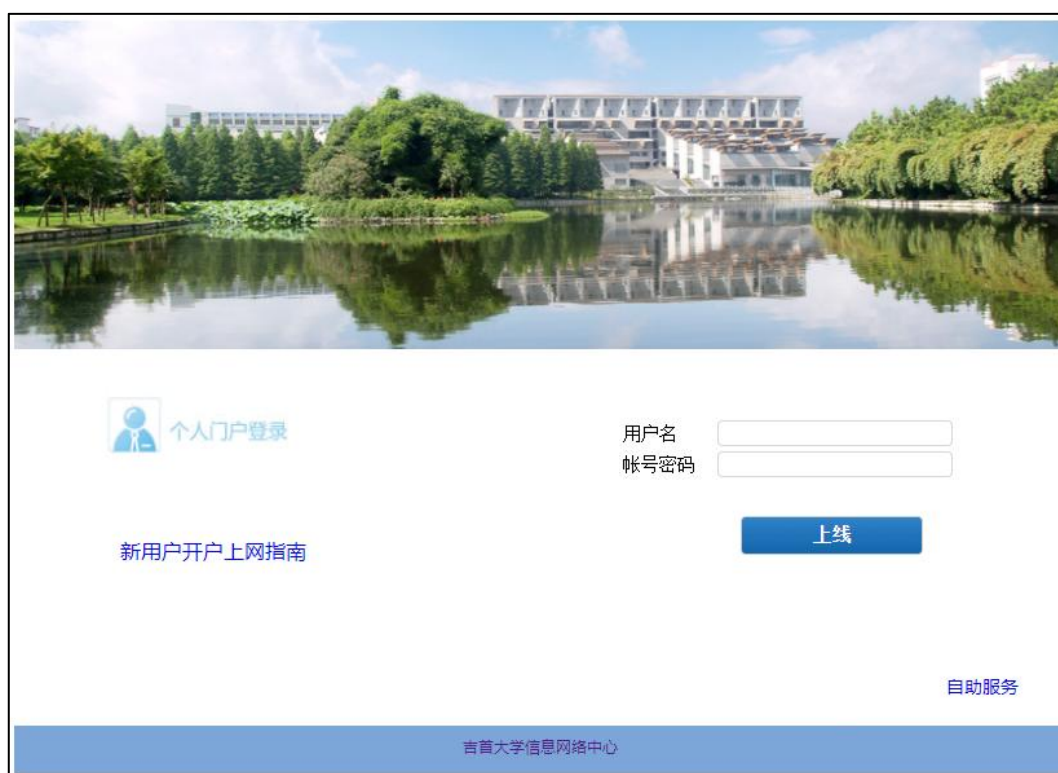 个人门户登录
用户名
帐号密码
上线
新用户开户上网指南
自助服务
吉首大学信息网络中心